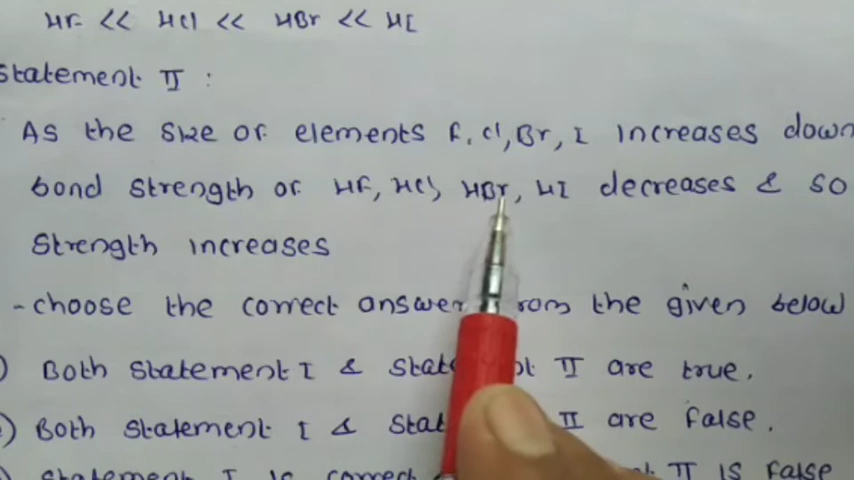 HF << HCl << HBr << HI
Statement II :
As the size of elements F, Cl, Br, I increases down
bond strength of HF, HCl, HBr, HI decreases & so
strength increases
- choose the correct answer from the given below
) Both statement I & II are true.
) Both statement I & II are False.
) statement I is correct II is False